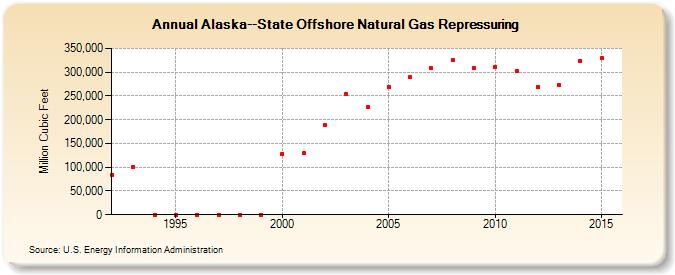 Annual Alaska--State Offshore Natural Gas Repressuring
Million Cubic Feet
350,000
300,000
250,000
200,000
150,000
100,000
50,000
0
1995 2000 2005 2010 2015
Source: U.S. Energy Information Administration